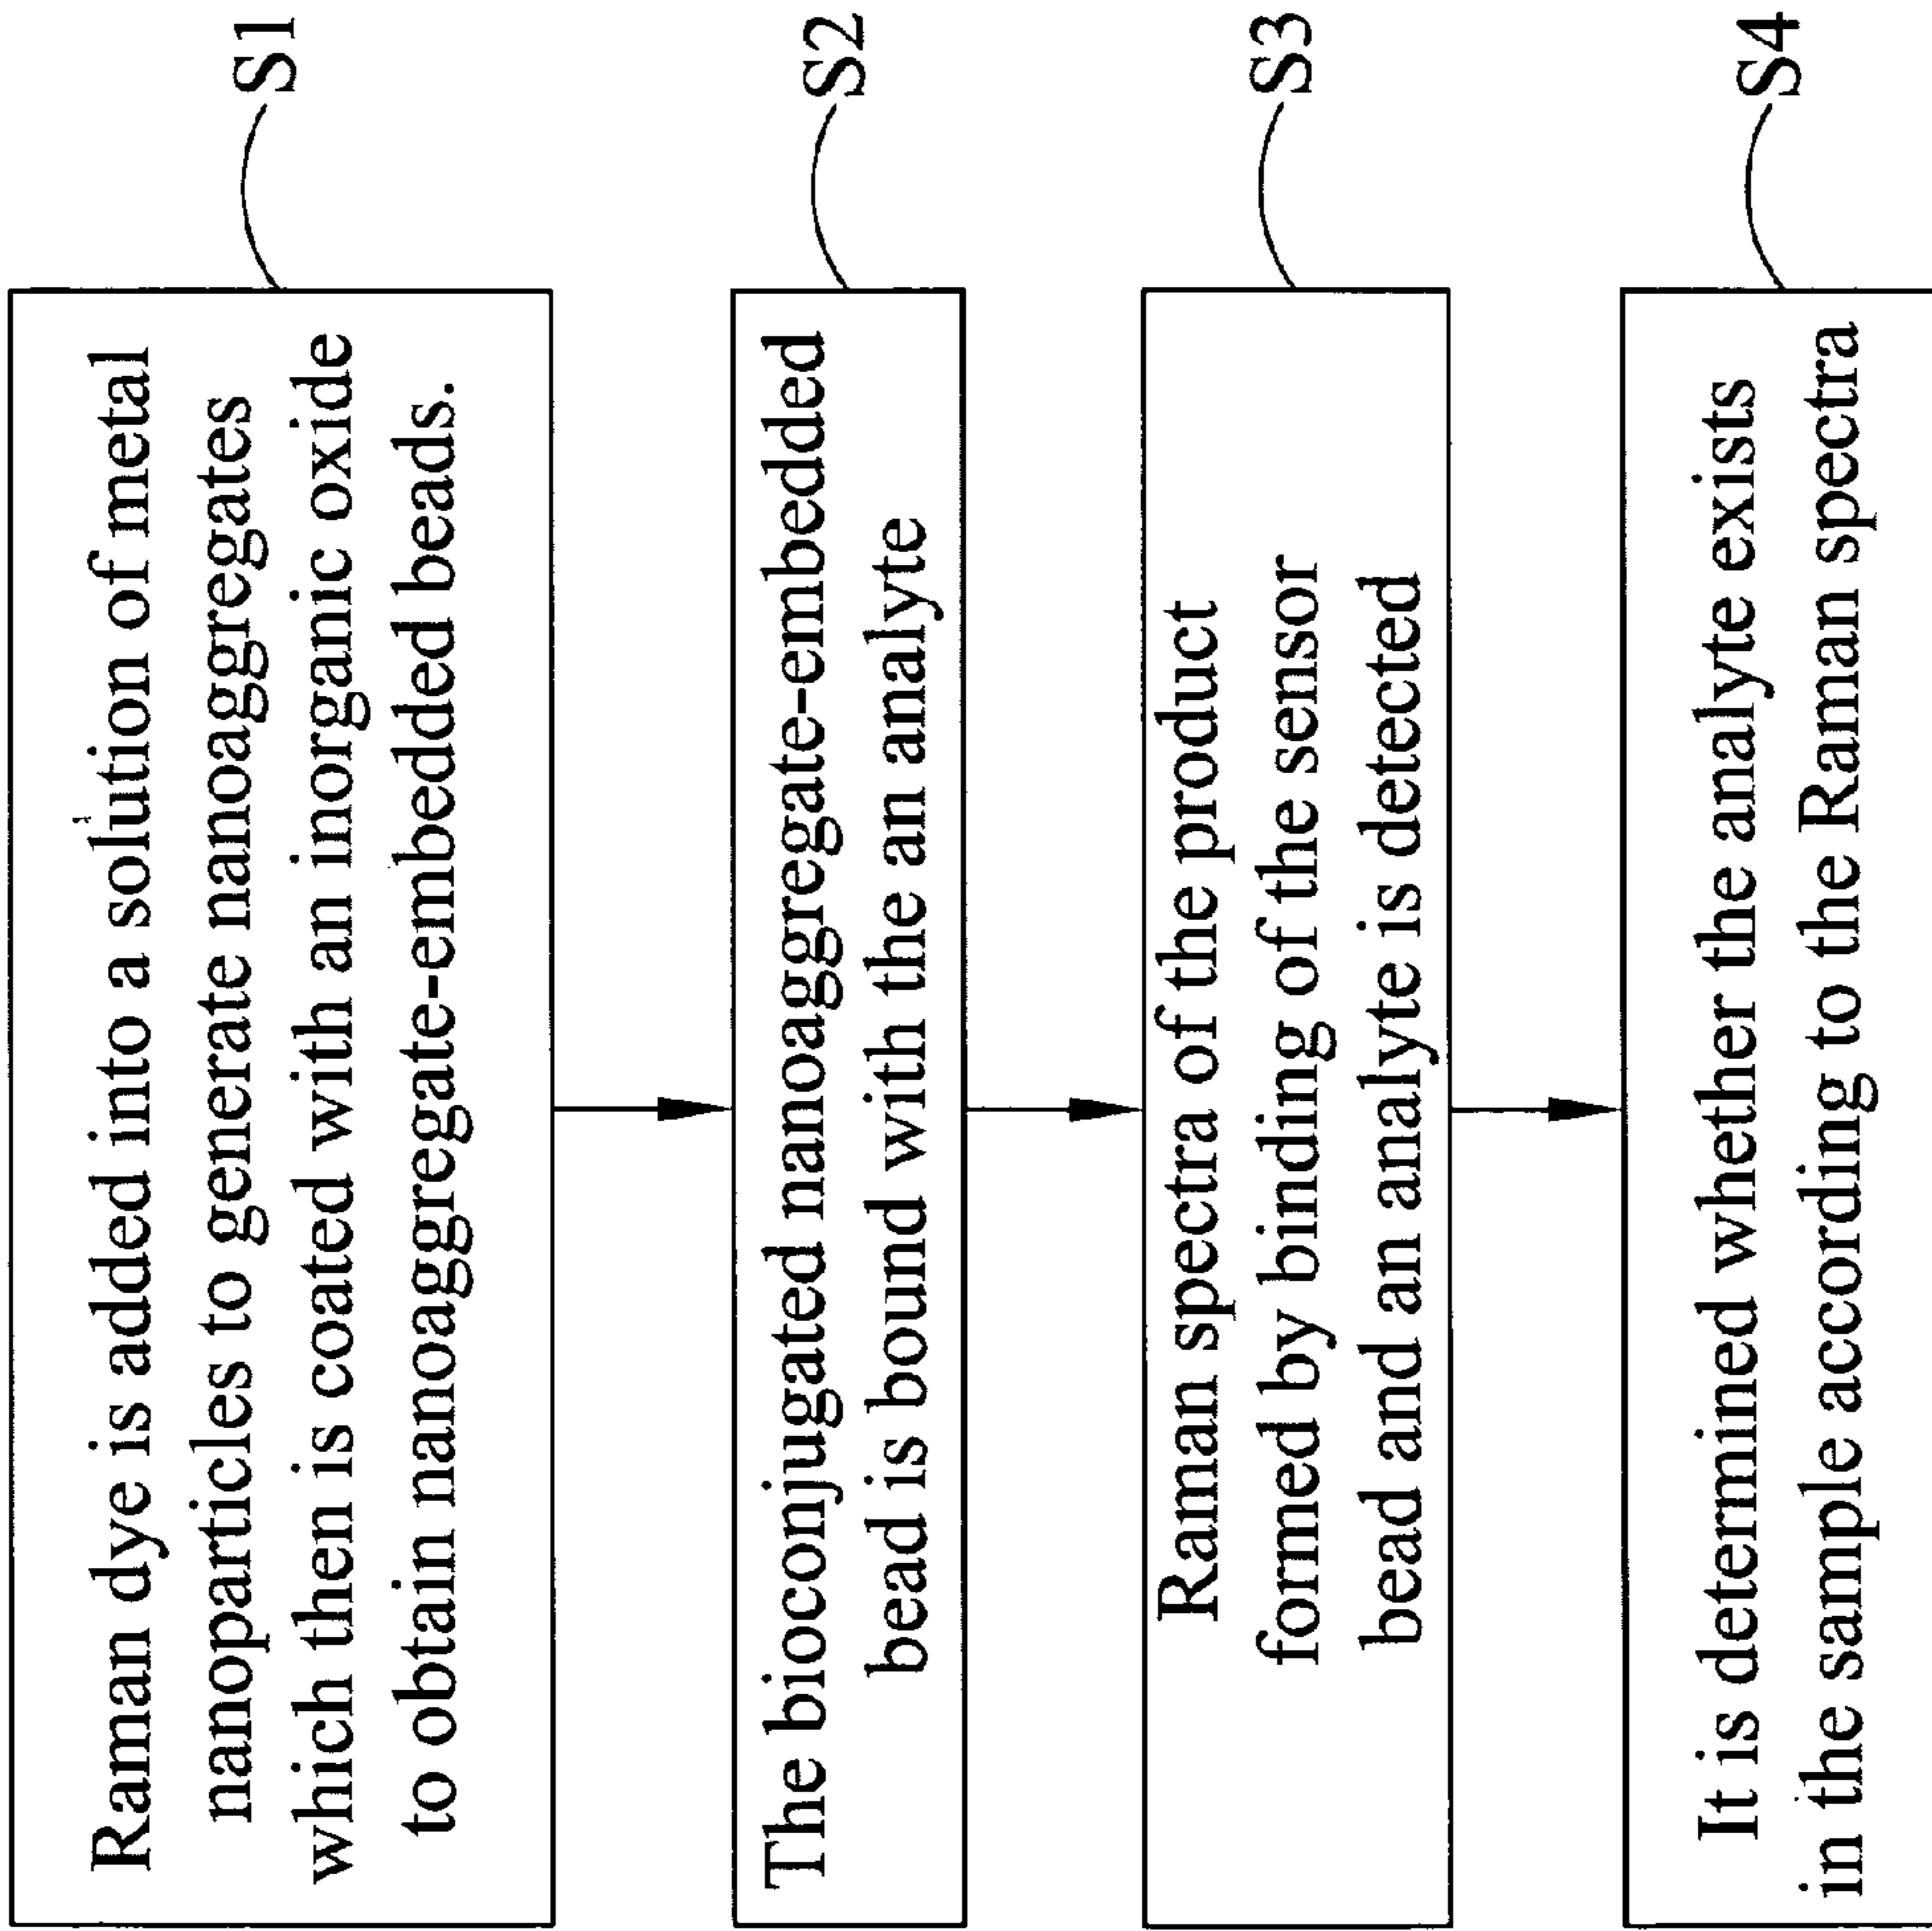 Raman dye is added into a solution of metal
nanoparticles to generate nanoaggregates
which then is coated with an inorganic oxide
to obtain nanoaggregate-embedded beads.
S1
The bioconjugated nanoaggregate-embedded
bead is bound with the an analyte
S2
Raman spectra of the product
formed by binding of the sensor
bead and an analyte is detected
S3
It is determined whether the analyte exists
in the sample according to the Raman spectra
S4